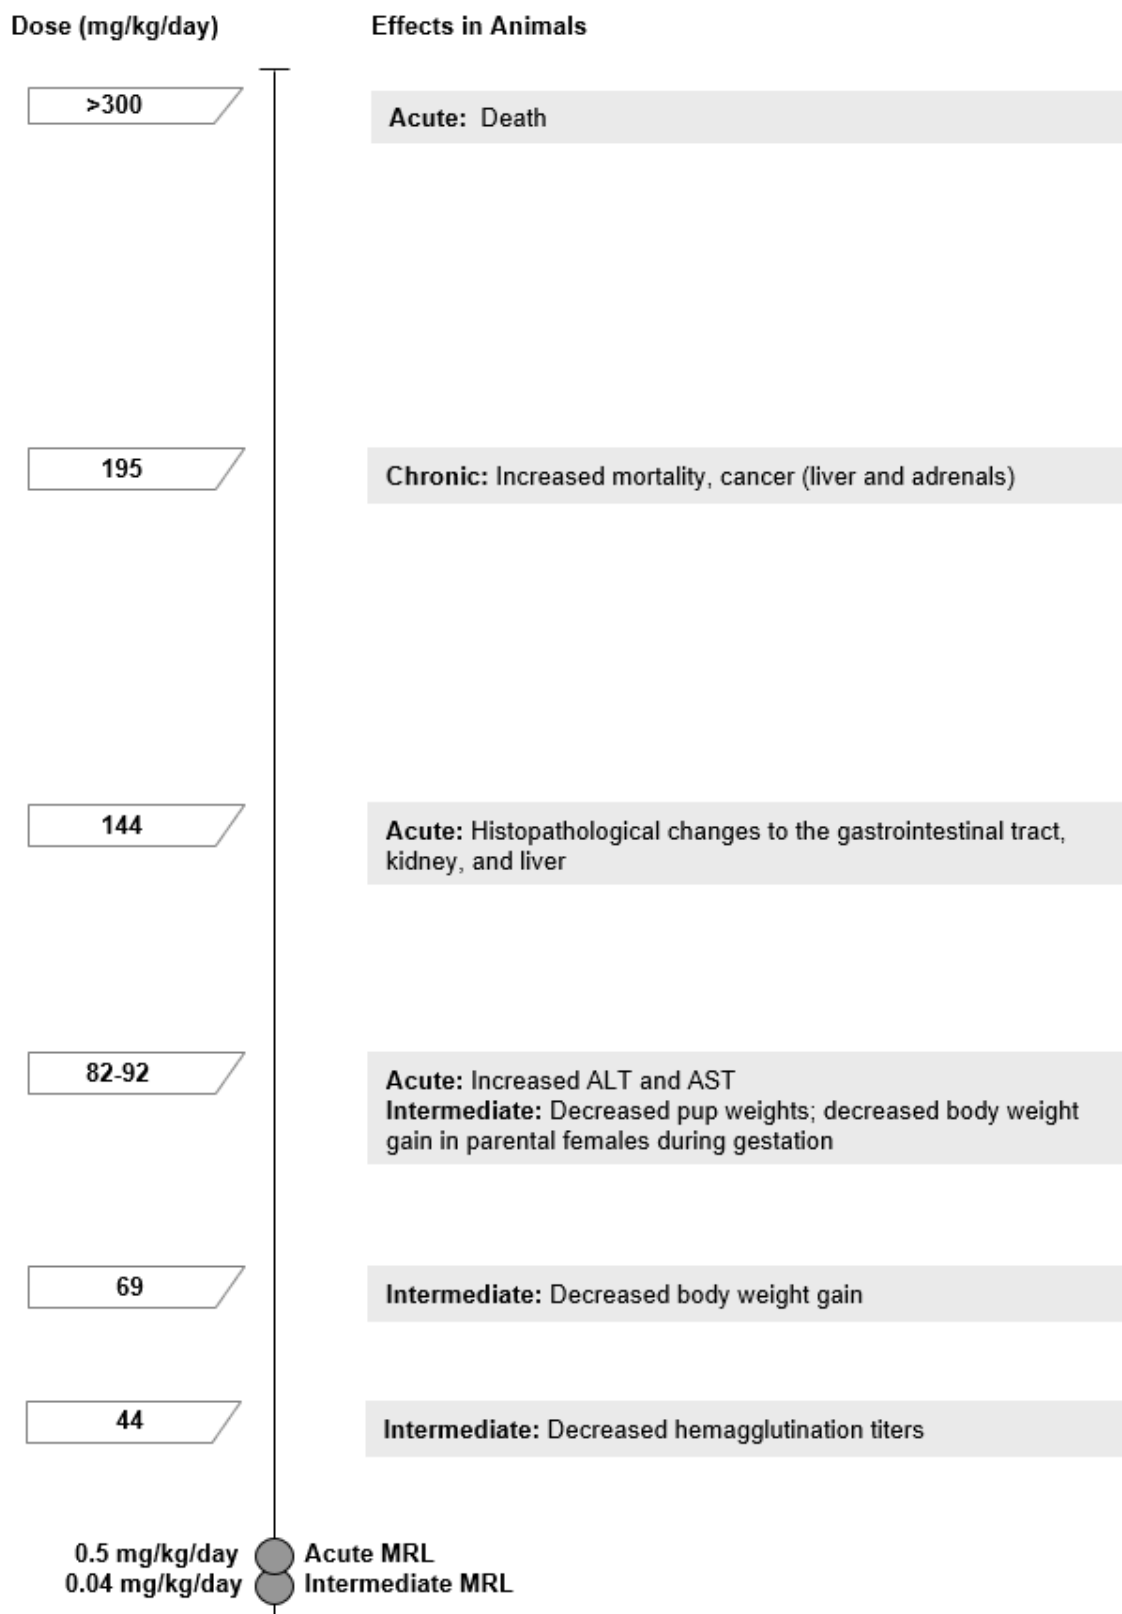 Dose (mg/kg/day) Effects in Animals
>300 Acute: Death
195 Chronic: Increased mortality, cancer (liver and adrenals)
144 Acute: Histopathological changes to the gastrointestinal tract,
kidney, and liver
82-92 Acute: Increased ALT and AST
Intermediate: Decreased pup weights; decreased body weight
gain in parental females during gestation
69 Intermediate: Decreased body weight gain
44 Intermediate: Decreased hemagglutination titers
0.5 mg/kg/day Acute MRL
0.04 mg/kg/day Intermediate MRL